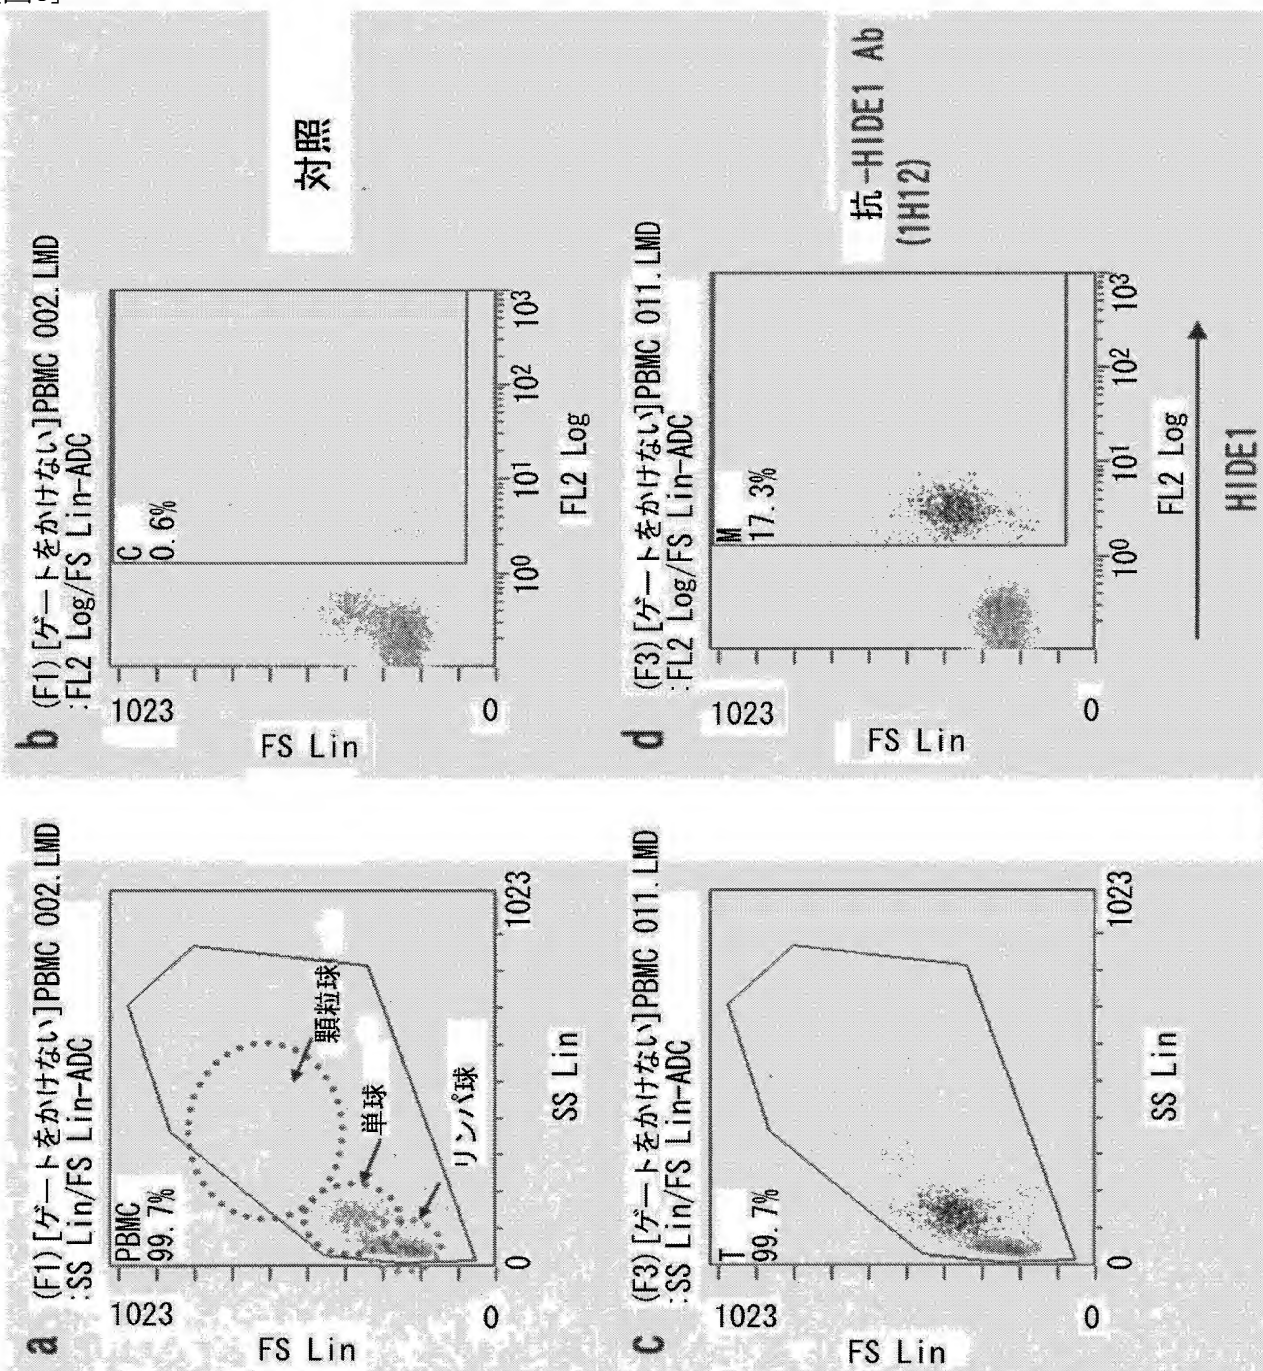 a
(F1)[ゲートをかけない]PBMC 002.LMD
:SS Lin/FS Lin-ADC
1023
PBMC
99.7%
顆粒球
単球
リンパ球
FS Lin
0
0
1023
SS Lin
b
(F1)[ゲートをかけない]PBMC 002.LMD
:FL2 Log/FS Lin-ADC
1023
C
0.6%
FS Lin
0
10⁰
10¹
10²
10³
FL2 Log
対照
c
(F3)[ゲートをかけない]PBMC 011.LMD
:SS Lin/FS Lin-ADC
1023
T
99.7%
FS Lin
0
0
1023
SS Lin
d
(F3)[ゲートをかけない]PBMC 011.LMD
:FL2 Log/FS Lin-ADC
1023
M
17.3%
FS Lin
0
10⁰
10¹
10²
10³
FL2 Log
HIDE1
抗-HIDE1 Ab
(1H12)